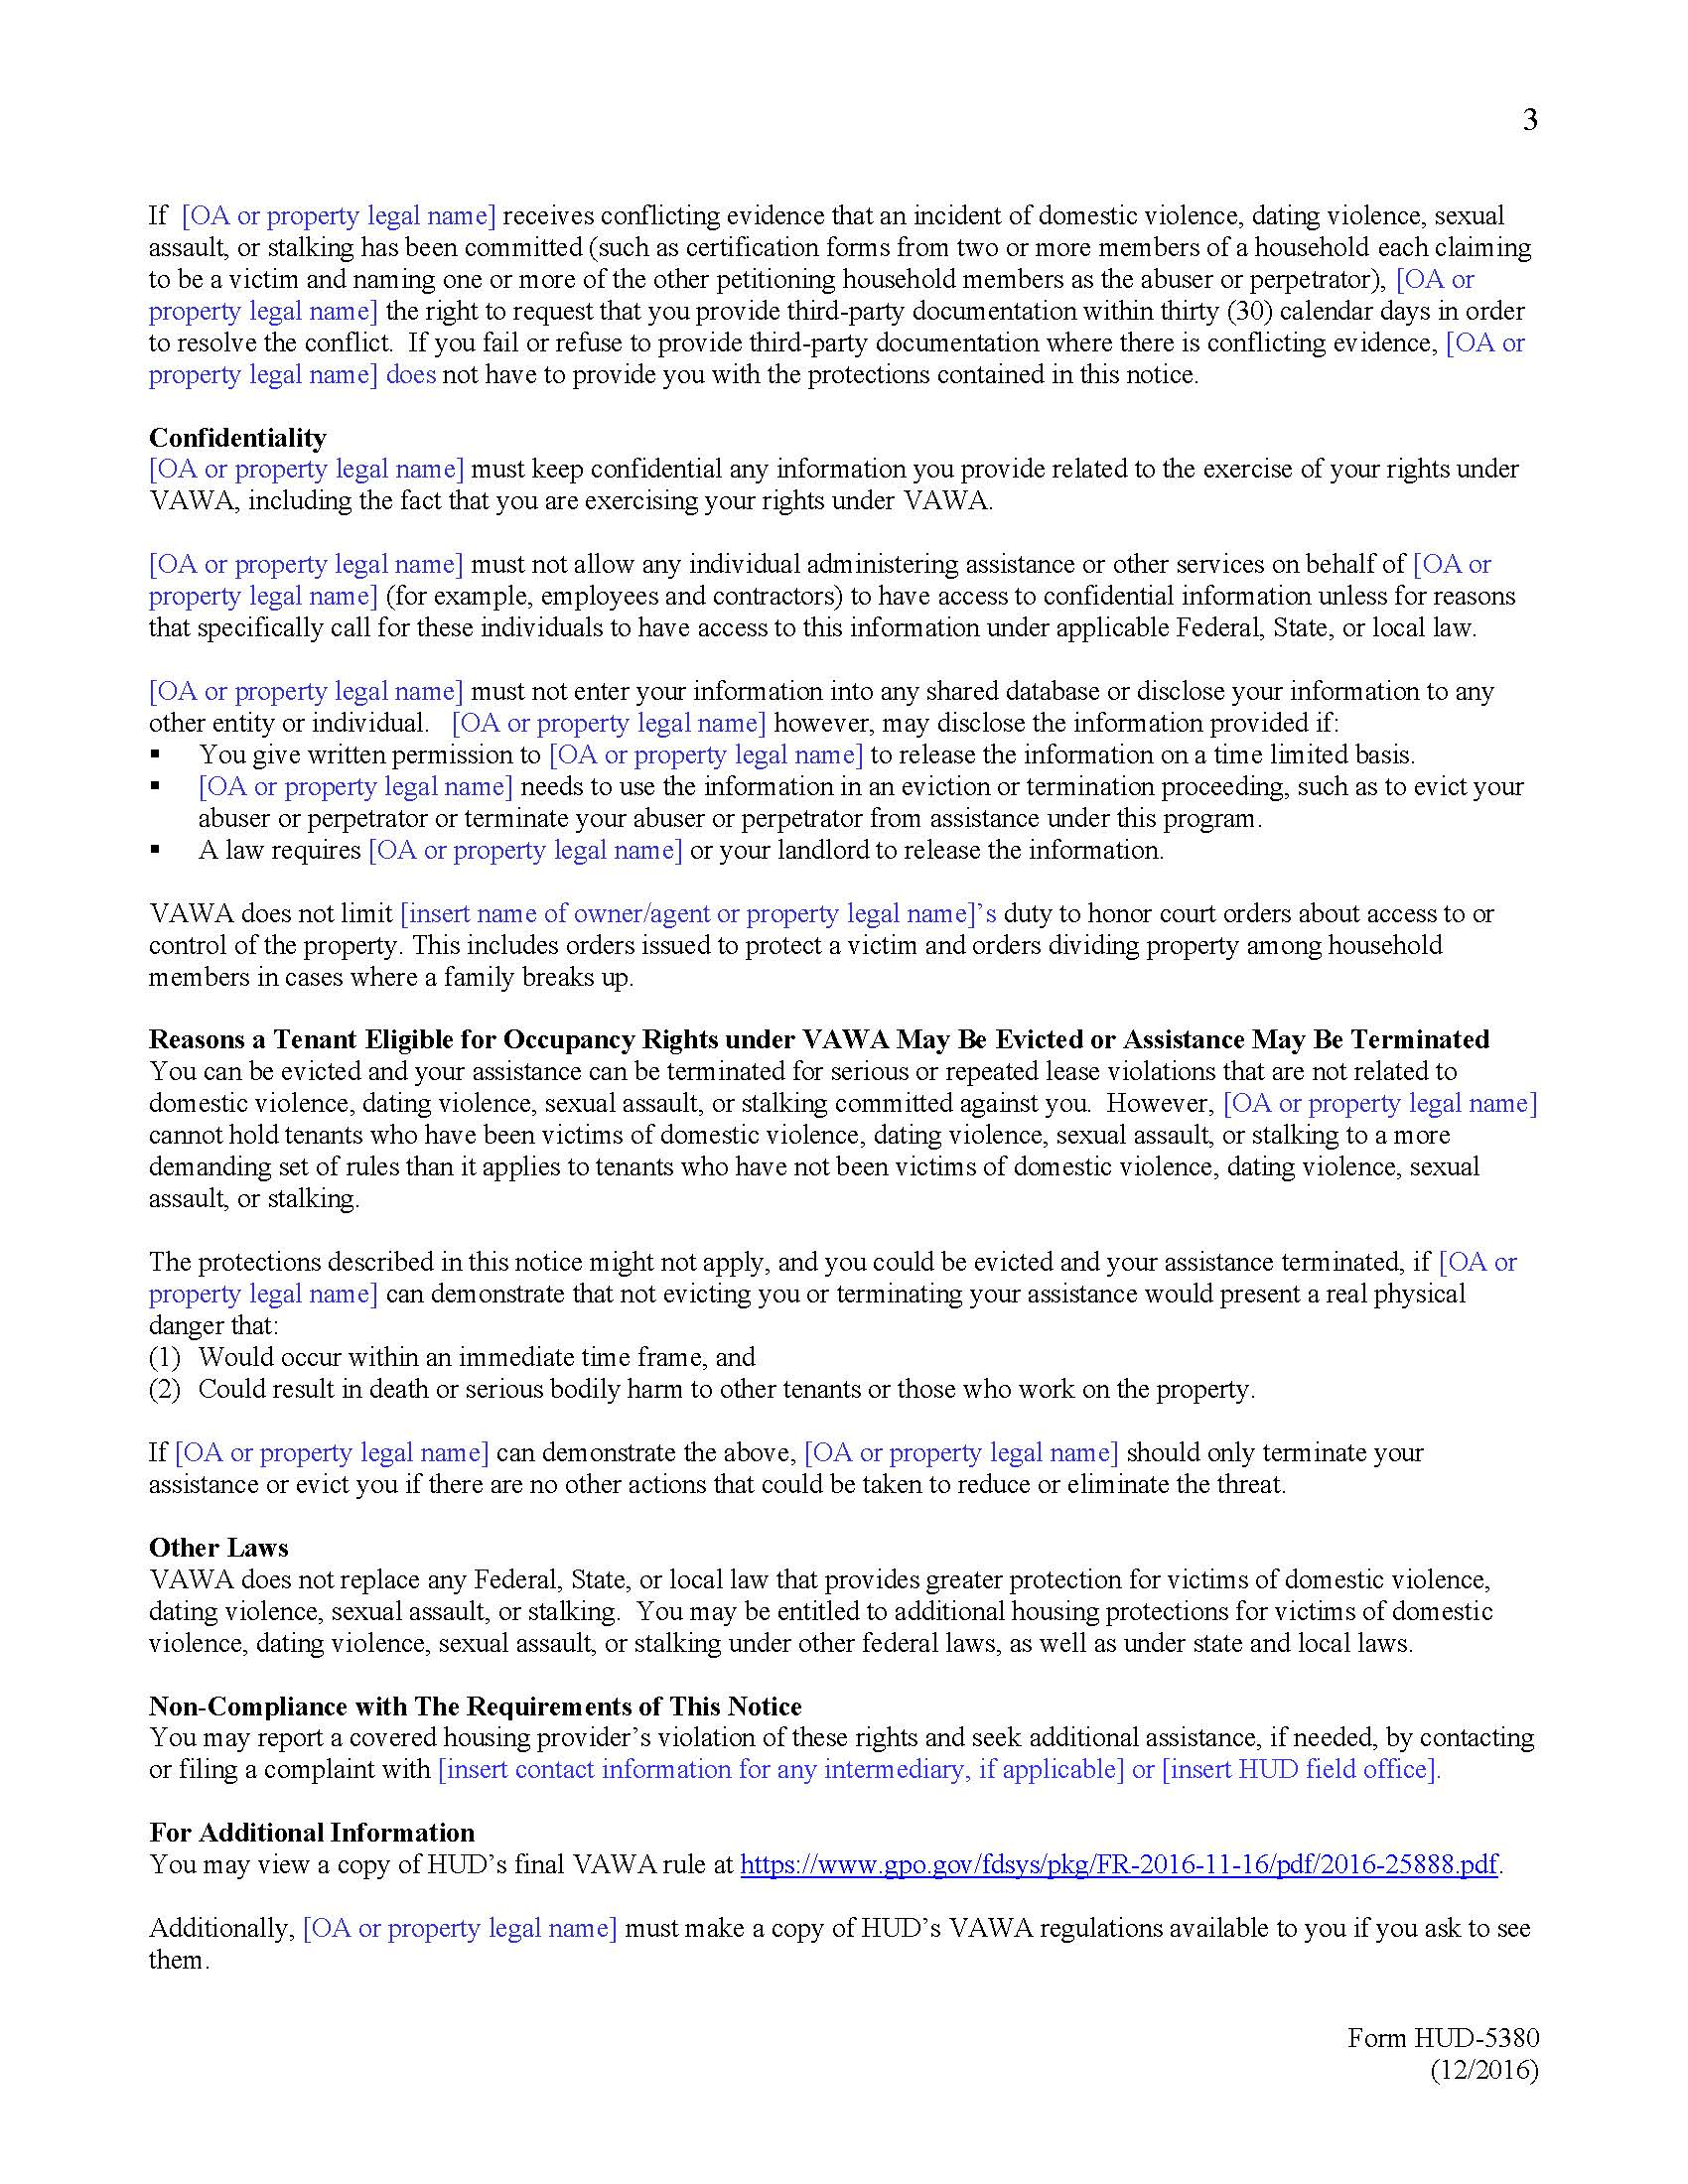 3
If  [OA or property legal name] receives conflicting evidence that an incident of domestic violence, dating violence, sexual
assault, or stalking has been committed (such as certification forms from two or more members of a household each claiming
to be a victim and naming one or more of the other petitioning household members as the abuser or perpetrator), [OA or
property legal name] the right to request that you provide third-party documentation within thirty (30) calendar days in order
to resolve the conflict.  If you fail or refuse to provide third-party documentation where there is conflicting evidence, [OA or
property legal name] does not have to provide you with the protections contained in this notice.
Confidentiality
[OA or property legal name] must keep confidential any information you provide related to the exercise of your rights under
VAWA, including the fact that you are exercising your rights under VAWA.
[OA or property legal name] must not allow any individual administering assistance or other services on behalf of [OA or
property legal name] (for example, employees and contractors) to have access to confidential information unless for reasons
that specifically call for these individuals to have access to this information under applicable Federal, State, or local law.
[OA or property legal name] must not enter your information into any shared database or disclose your information to any
other entity or individual.   [OA or property legal name] however, may disclose the information provided if:
▪ You give written permission to [OA or property legal name] to release the information on a time limited basis.
▪ [OA or property legal name] needs to use the information in an eviction or termination proceeding, such as to evict your
abuser or perpetrator or terminate your abuser or perpetrator from assistance under this program.
▪ A law requires [OA or property legal name] or your landlord to release the information.
VAWA does not limit [insert name of owner/agent or property legal name]’s duty to honor court orders about access to or
control of the property. This includes orders issued to protect a victim and orders dividing property among household
members in cases where a family breaks up.
Reasons a Tenant Eligible for Occupancy Rights under VAWA May Be Evicted or Assistance May Be Terminated
You can be evicted and your assistance can be terminated for serious or repeated lease violations that are not related to
domestic violence, dating violence, sexual assault, or stalking committed against you.  However, [OA or property legal name]
cannot hold tenants who have been victims of domestic violence, dating violence, sexual assault, or stalking to a more
demanding set of rules than it applies to tenants who have not been victims of domestic violence, dating violence, sexual
assault, or stalking.
The protections described in this notice might not apply, and you could be evicted and your assistance terminated, if [OA or
property legal name] can demonstrate that not evicting you or terminating your assistance would present a real physical
danger that:
(1) Would occur within an immediate time frame, and
(2) Could result in death or serious bodily harm to other tenants or those who work on the property.
If [OA or property legal name] can demonstrate the above, [OA or property legal name] should only terminate your
assistance or evict you if there are no other actions that could be taken to reduce or eliminate the threat.
Other Laws
VAWA does not replace any Federal, State, or local law that provides greater protection for victims of domestic violence,
dating violence, sexual assault, or stalking.  You may be entitled to additional housing protections for victims of domestic
violence, dating violence, sexual assault, or stalking under other federal laws, as well as under state and local laws.
Non-Compliance with The Requirements of This Notice
You may report a covered housing provider’s violation of these rights and seek additional assistance, if needed, by contacting
or filing a complaint with [insert contact information for any intermediary, if applicable] or [insert HUD field office].
For Additional Information
You may view a copy of HUD’s final VAWA rule at https://www.gpo.gov/fdsys/pkg/FR-2016-11-16/pdf/2016-25888.pdf.
Additionally, [OA or property legal name] must make a copy of HUD’s VAWA regulations available to you if you ask to see
them.
Form HUD-5380
(12/2016)